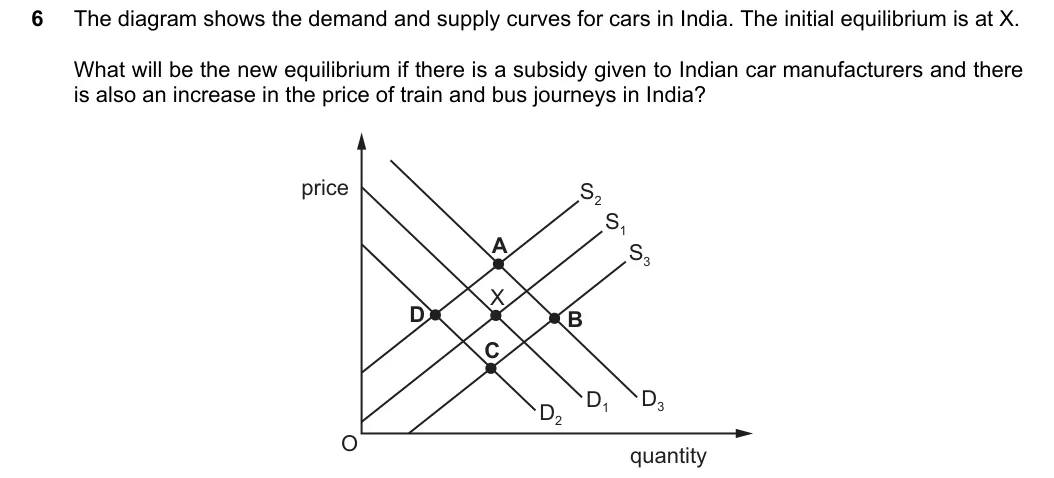 6 The diagram shows the demand and supply curves for cars in India. The initial equilibrium is at X.
What will be the new equilibrium if there is a subsidy given to Indian car manufacturers and there
is also an increase in the price of train and bus journeys in India?
price
S2
S1
S3
A
X
D
B
C
D1
D3
D2
O
quantity